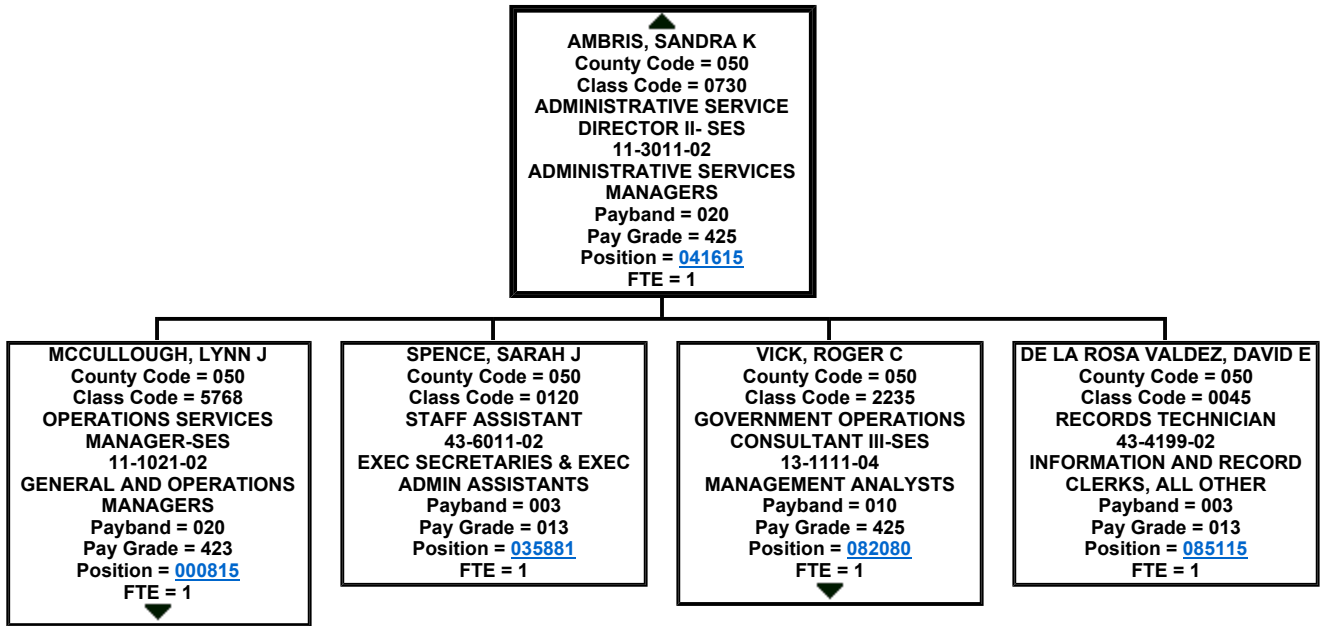 AMBRIS, SANDRA K
County Code = 050
Class Code = 0730
ADMINISTRATIVE SERVICE
DIRECTOR II- SES
11-3011-02
ADMINISTRATIVE SERVICES
MANAGERS
Payband = 020
Pay Grade = 425
Position = 041615
FTE = 1
MCCULLOUGH, LYNN J
County Code = 050
Class Code = 5768
OPERATIONS SERVICES
MANAGER-SES
11-1021-02
GENERAL AND OPERATIONS
MANAGERS
Payband = 020
Pay Grade = 423
Position = 000815
FTE = 1
SPENCE, SARAH J
County Code = 050
Class Code = 0120
STAFF ASSISTANT
43-6011-02
EXEC SECRETARIES & EXEC
ADMIN ASSISTANTS
Payband = 003
Pay Grade = 013
Position = 035881
FTE = 1
VICK, ROGER C
County Code = 050
Class Code = 2235
GOVERNMENT OPERATIONS
CONSULTANT III-SES
13-1111-04
MANAGEMENT ANALYSTS
Payband = 010
Pay Grade = 425
Position = 082080
FTE = 1
DE LA ROSA VALDEZ, DAVID E
County Code = 050
Class Code = 0045
RECORDS TECHNICIAN
43-4199-02
INFORMATION AND RECORD
CLERKS, ALL OTHER
Payband = 003
Pay Grade = 013
Position = 085115
FTE = 1